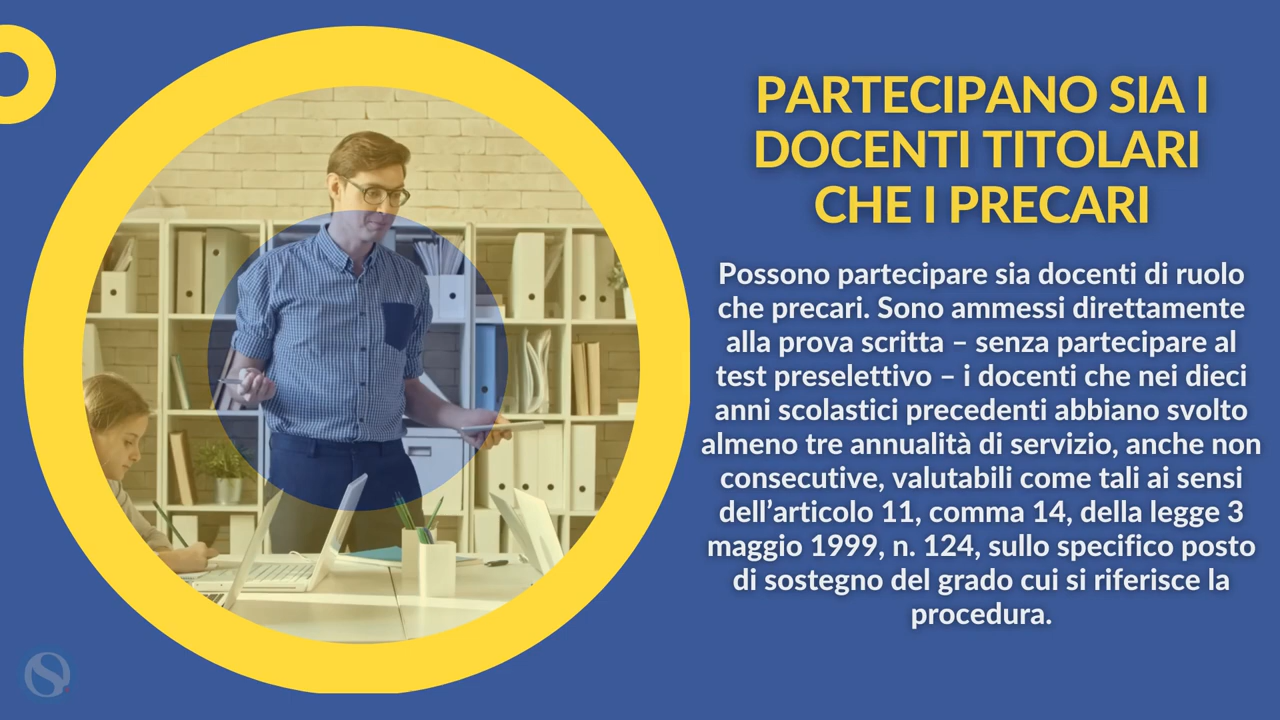 PARTECIPANO SIA I
DOCENTI TITOLARI
CHE I PRECARI
Possono partecipare sia docenti di ruolo
che precari. Sono ammessi direttamente
alla prova scritta – senza partecipare al
test preselettivo – i docenti che nei dieci
anni scolastici precedenti abbiano svolto
almeno tre annualità di servizio, anche non
consecutive, valutabili come tali ai sensi
dell’articolo 11, comma 14, della legge 3
maggio 1999, n. 124, sullo specifico posto
di sostegno del grado cui si riferisce la
procedura.